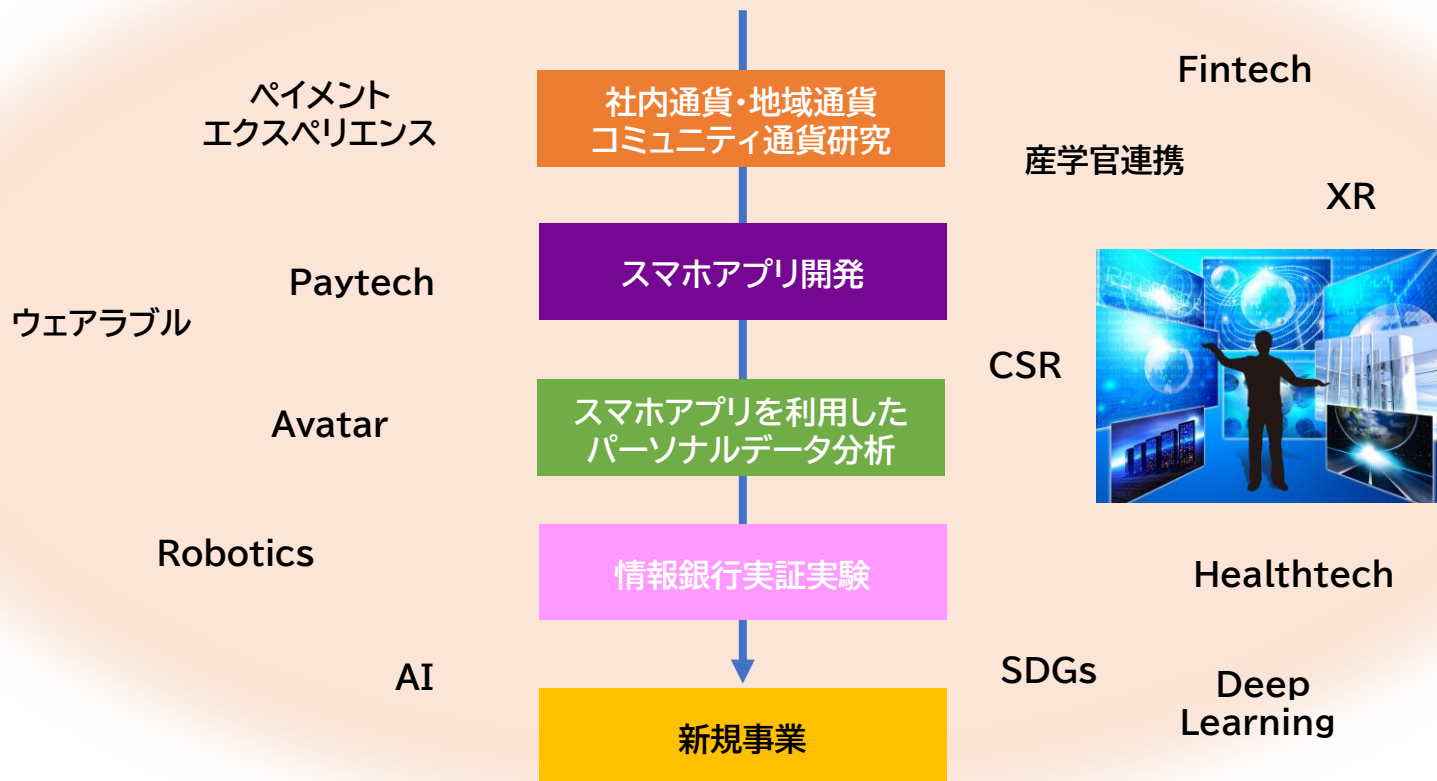 Fintech
ペイメント
エクスペリエンス
社内通貨・地域通貨
コミュニティ通貨研究
産学官連携
XR
Paytech
スマホアプリ開発
ウェアラブル
CSR
Avatar
スマホアプリを利用した
パーソナルデータ分析
Robotics
情報銀行実証実験
Healthtech
AI
SDGs
Deep
Learning
新規事業